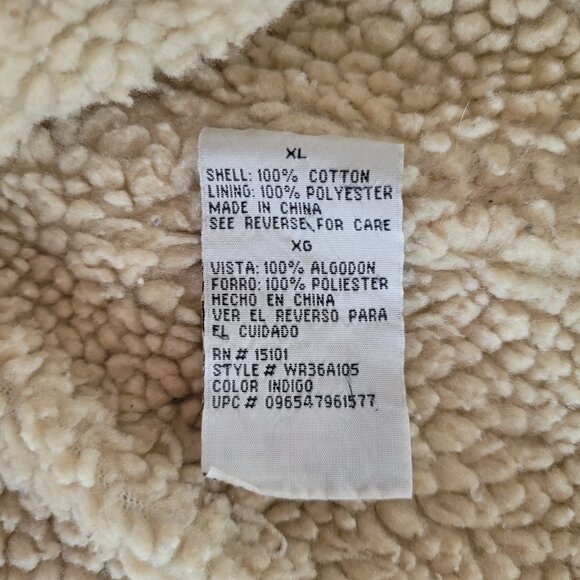 XL
SHELL: 100% COTTON
LINING: 100% POLYESTER
MADE IN CHINA
SEE REVERSE FOR CARE
XG
VISTA: 100% ALGODON
FORRO: 100% POLIESTER
HECHO EN CHINA
VER EL REVERSO PARA
EL CUIDADO
RN# 15101
STYLE# WR36A105
COLOR INDIGO
UPC# 096547961577